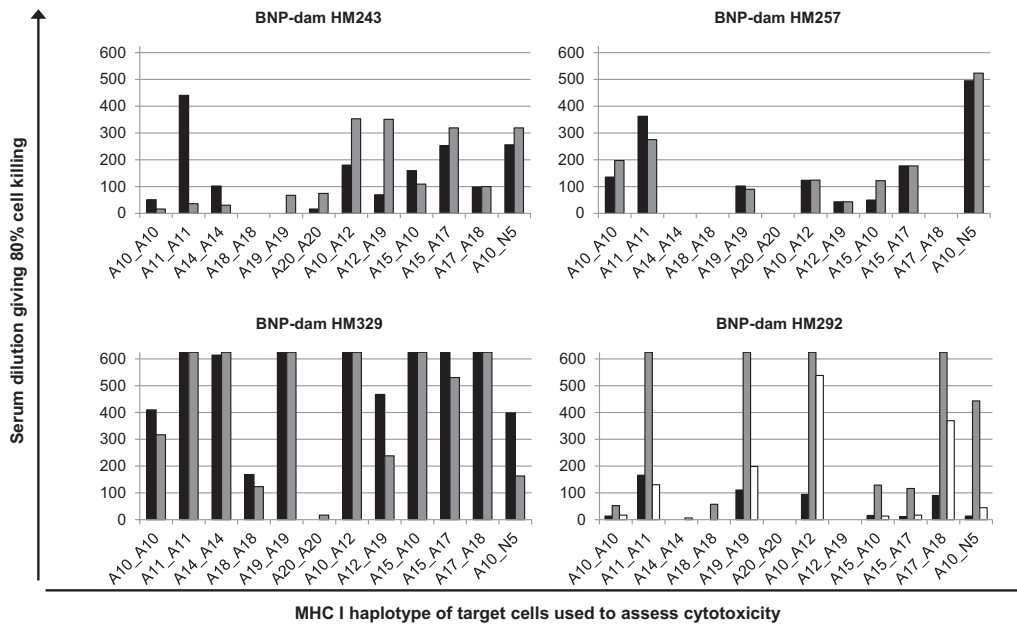 BNP-dam HM243
BNP-dam HM257
600
500
400
300
200
100
0
A10_A10
A11_A11
A14_A14
A18_A18
A19_A19
A20_A20
A10_A12
A12_A19
A15_A10
A15_A17
A17_A18
A10_N5
600
500
400
300
200
100
0
A10_A10
A11_A11
A14_A14
A18_A18
A19_A19
A20_A20
A10_A12
A12_A19
A15_A10
A15_A17
A17_A18
A10_N5
BNP-dam HM329
BNP-dam HM292
600
500
400
300
200
100
0
A10_A10
A11_A11
A14_A14
A18_A18
A19_A19
A20_A20
A10_A12
A12_A19
A15_A10
A15_A17
A17_A18
A10_N5
600
500
400
300
200
100
0
A10_A10
A11_A11
A14_A14
A18_A18
A19_A19
A20_A20
A10_A12
A12_A19
A15_A10
A15_A17
A17_A18
A10_N5
Serum dilution giving 80% cell killing
MHC I haplotype of target cells used to assess cytotoxicity